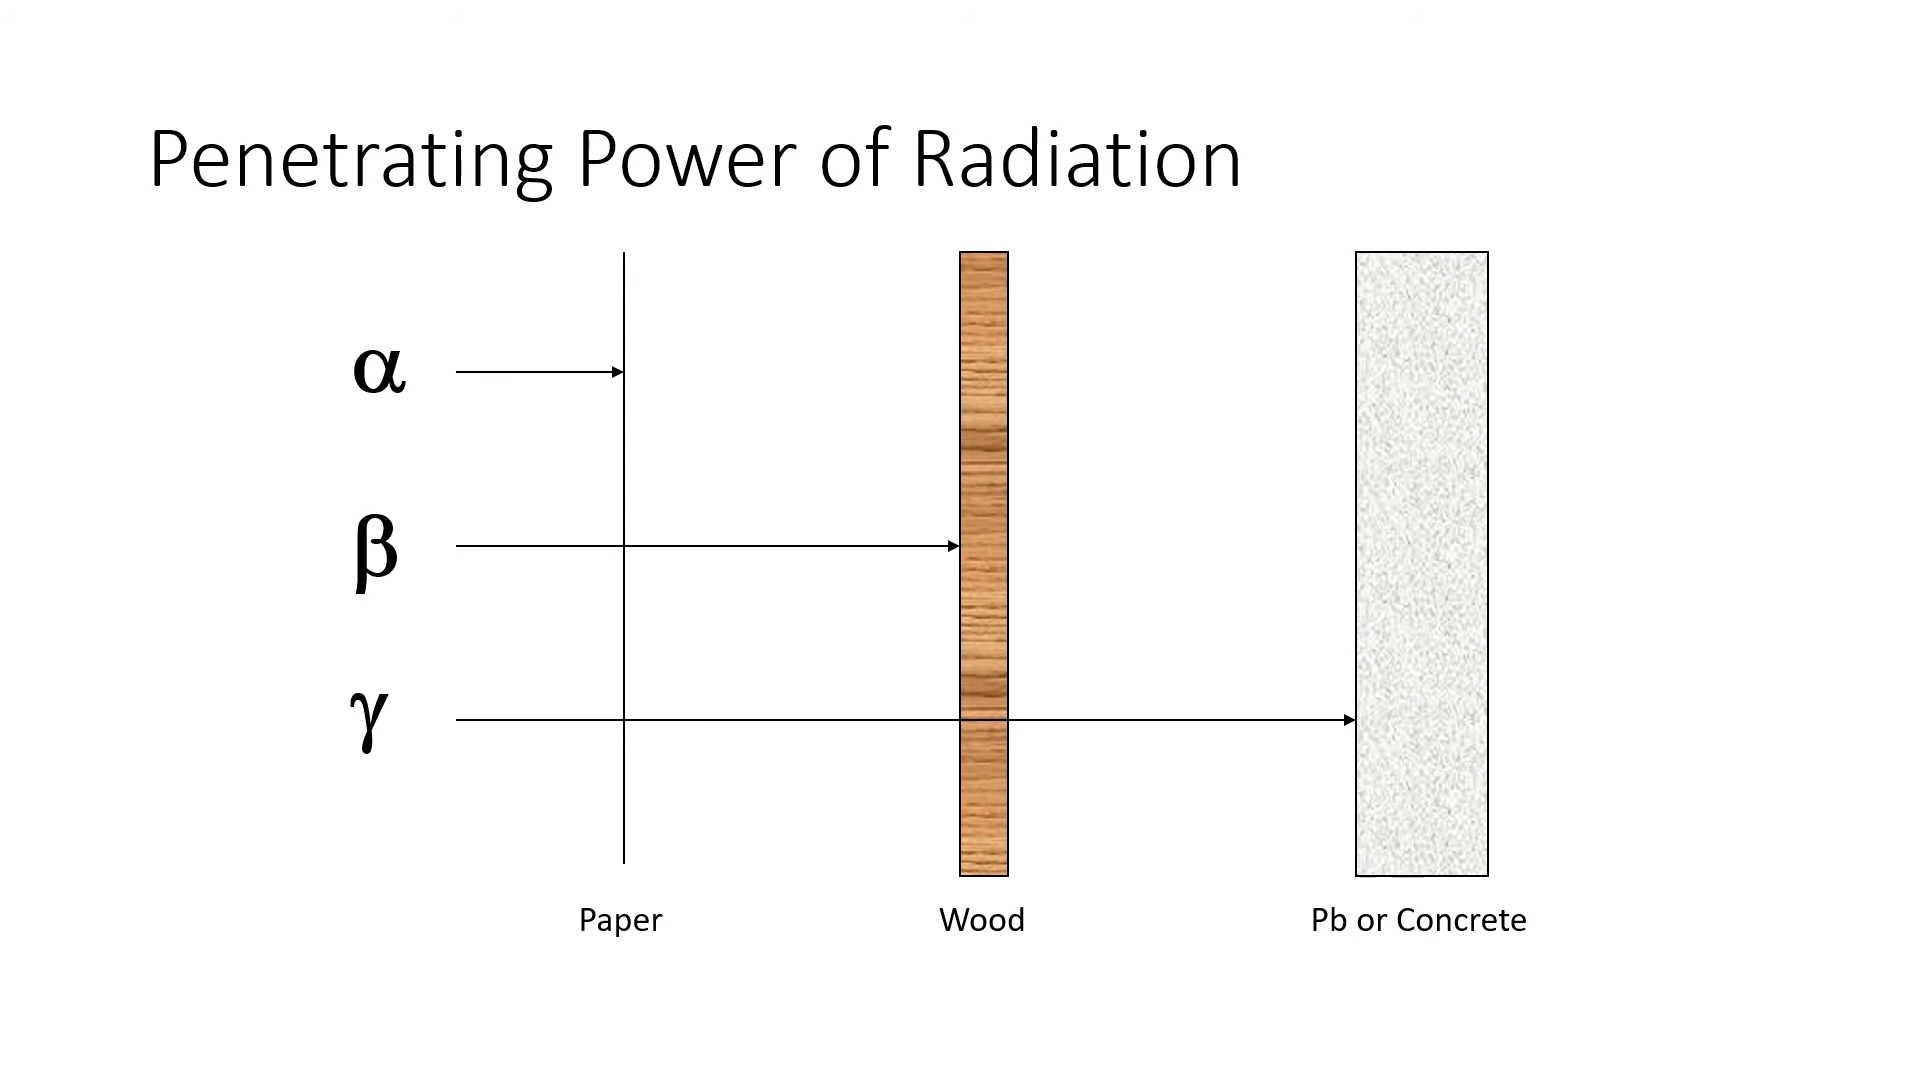 Penetrating Power of Radiation
α
β
γ
Paper
Wood
Pb or Concrete